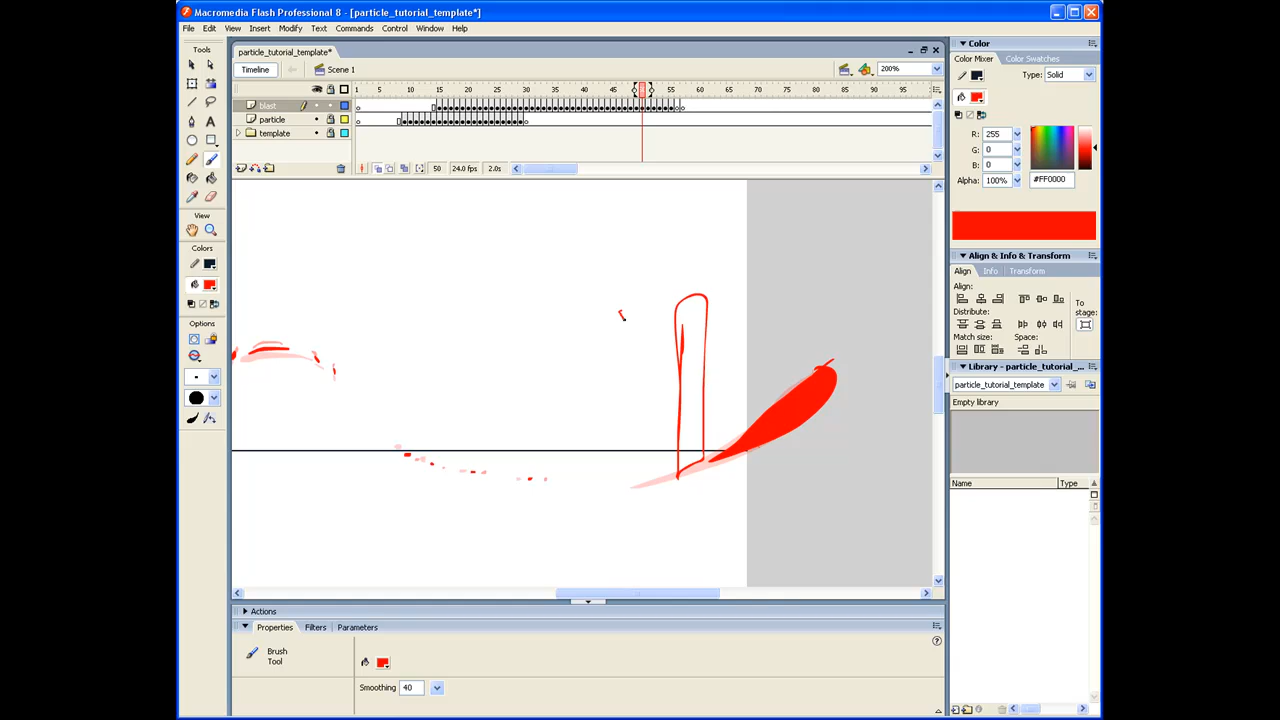 Macromedia Flash Professional 8 - [particle_tutorial_template*]
File Edit View Insert Modify Text Commands Control Window Help
Tools
View
Colors
Options
particle_tutorial_template*
Timeline
Scene 1
200%
1 5 10 15 20 25 30 35 40 45 50 55 60 65 70 75 80 85 90 95
blast
particle
template
50 24.0 fps 2.0s
Color
Color Mixer Color Swatches
Type: Solid
R: 255
G: 0
B: 0
Alpha: 100% #FF0000
Align & Info & Transform
Align Info Transform
Align:
To stage:
Distribute:
Match size: Space:
Library - particle_tutorial_...
particle_tutorial_template
Empty library
Name Type
Actions
Properties Filters Parameters
Brush
Tool
Smoothing 40